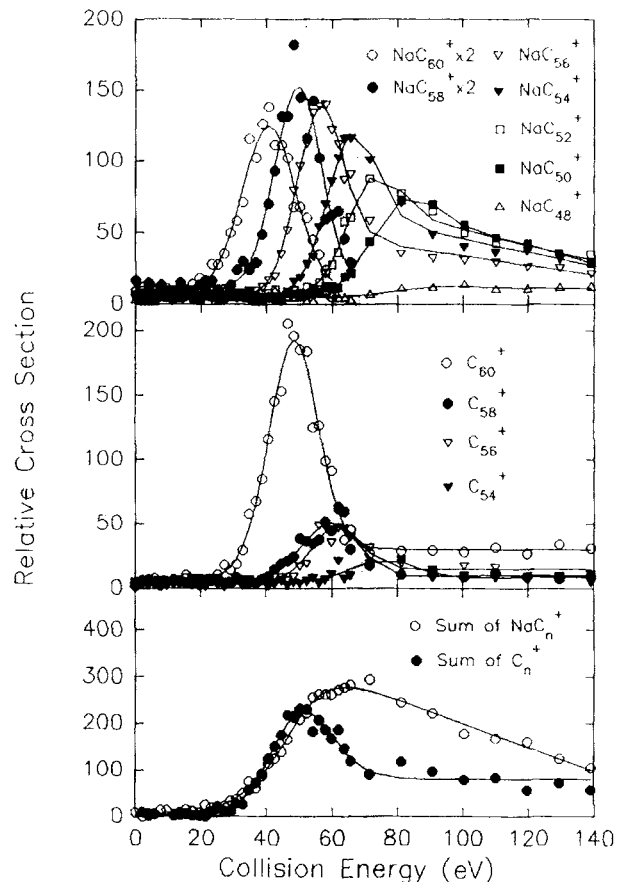 Relative Cross Section
200
150
100
50
0
NaC60+x2
NaC58+x2
NaC56+
NaC54+
NaC52+
NaC50+
NaC48+
200
150
100
50
0
C60+
C58+
C56+
C54+
400
300
200
100
0
Sum of NaCn+
Sum of Cn+
0 20 40 60 80 100 120 140
Collision Energy (eV)